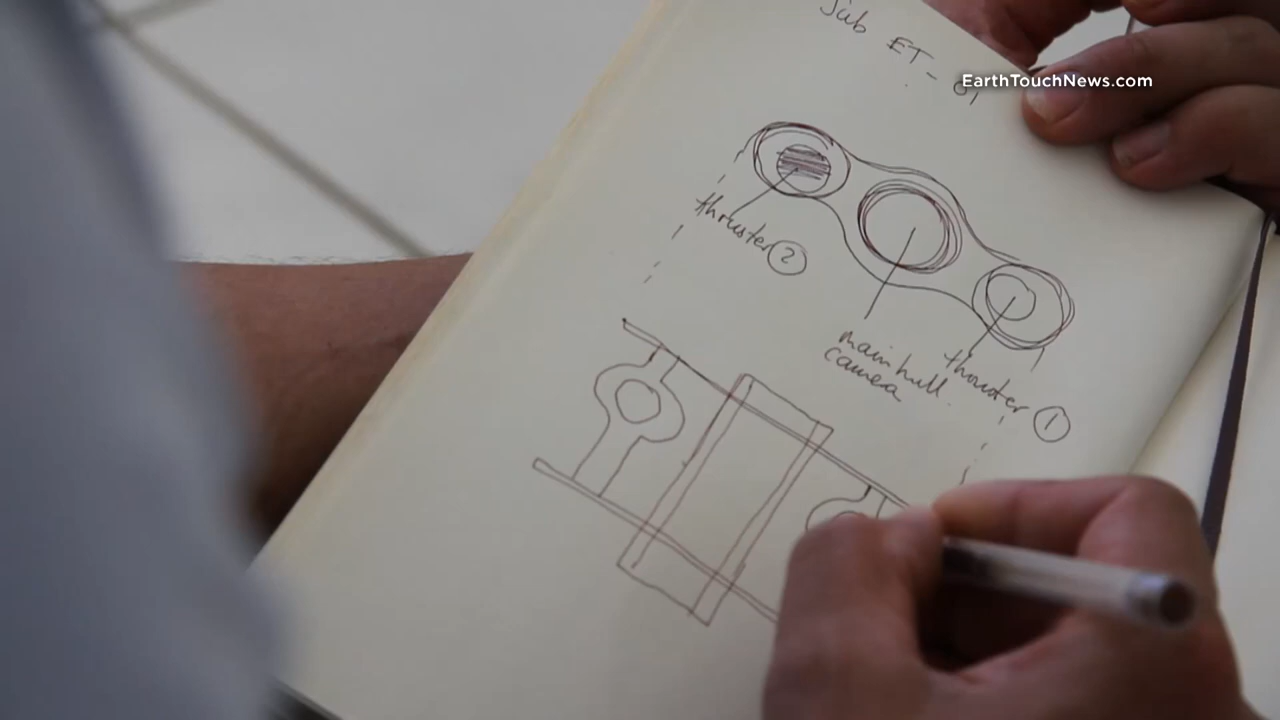 Sub ET-01
EarthTouchNews.com
thruster 2
main hull
camera
thruster 1